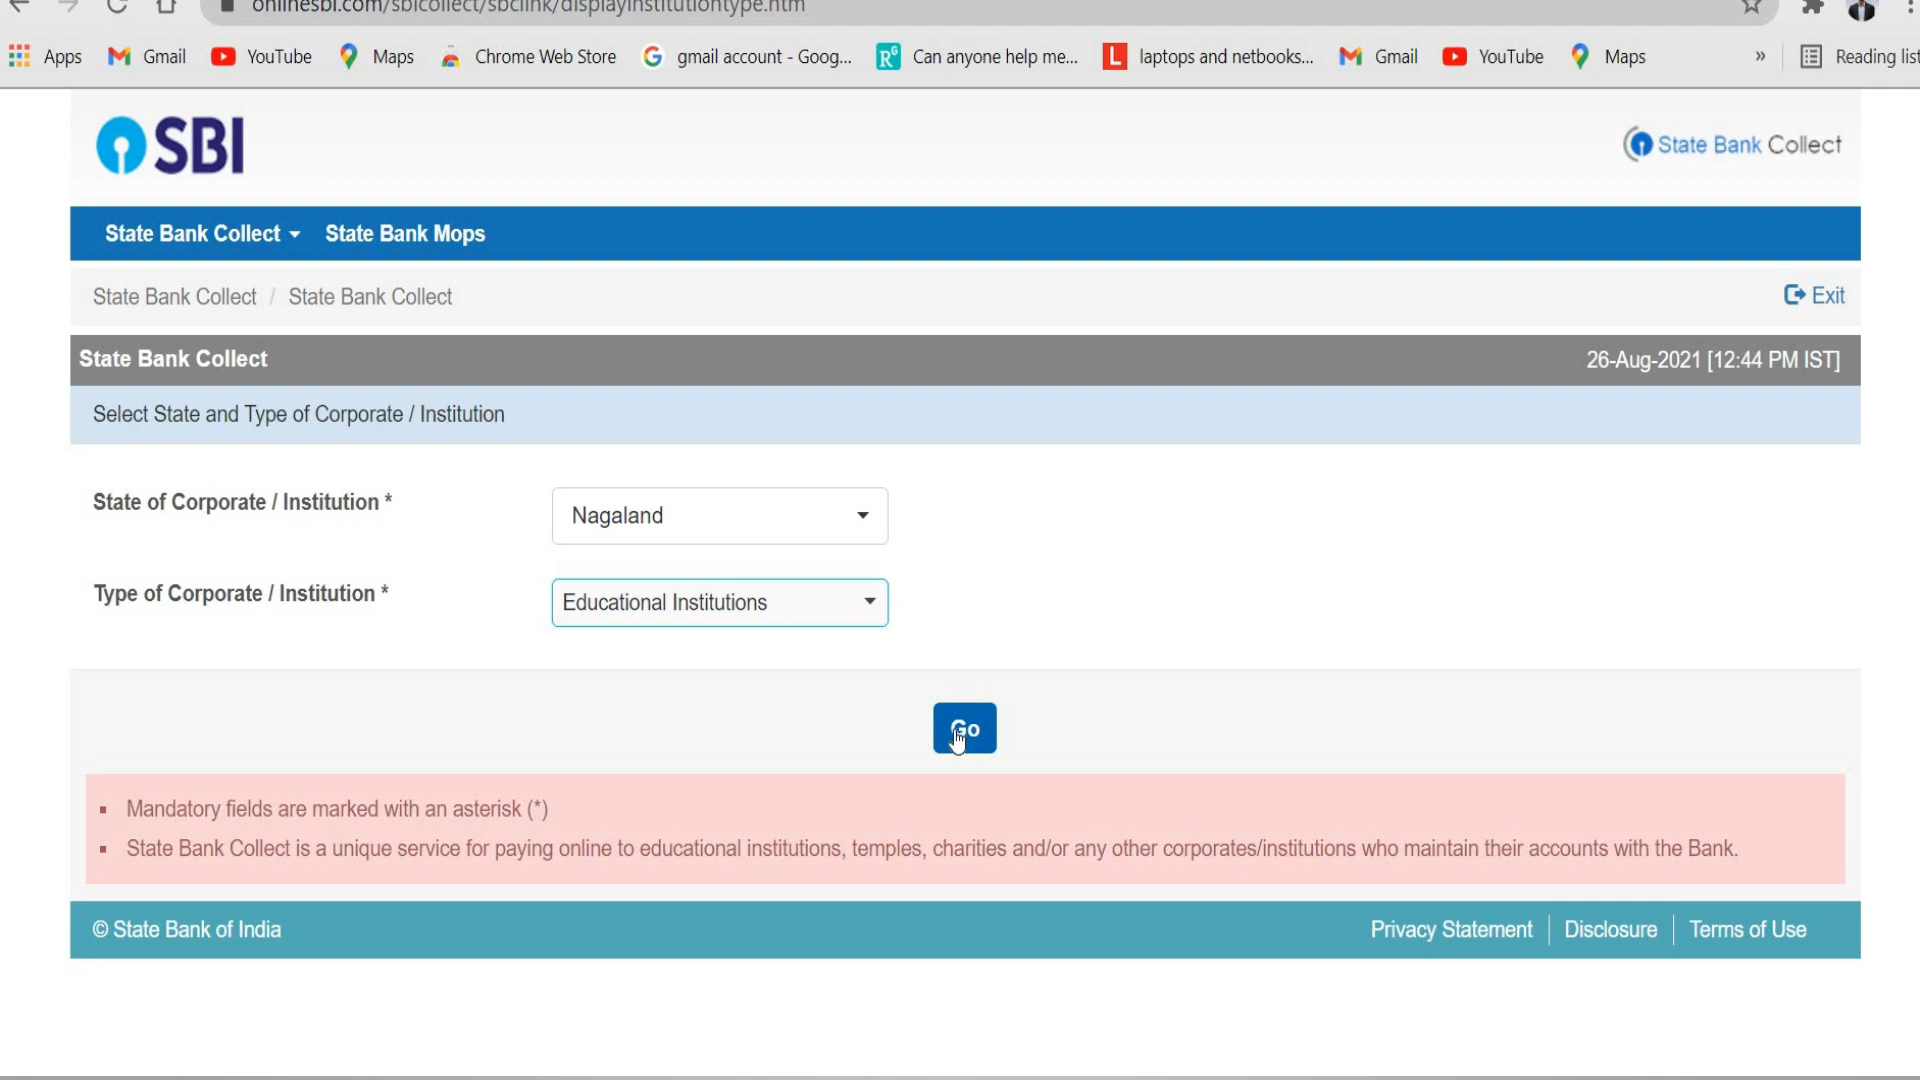 onlinesbi.com/sbicollect/sbclink/displayinstitutiontype.htm
Apps Gmail YouTube Maps Chrome Web Store gmail account - Goog... Can anyone help me... laptops and netbooks... Gmail YouTube Maps » Reading list
SBI
State Bank Collect
State Bank Collect State Bank Mops
State Bank Collect / State Bank Collect
Exit
State Bank Collect
26-Aug-2021 [12:44 PM IST]
Select State and Type of Corporate / Institution
State of Corporate / Institution *
Nagaland
Type of Corporate / Institution *
Educational Institutions
Go
Mandatory fields are marked with an asterisk (*)
State Bank Collect is a unique service for paying online to educational institutions, temples, charities and/or any other corporates/institutions who maintain their accounts with the Bank.
© State Bank of India
Privacy Statement | Disclosure | Terms of Use